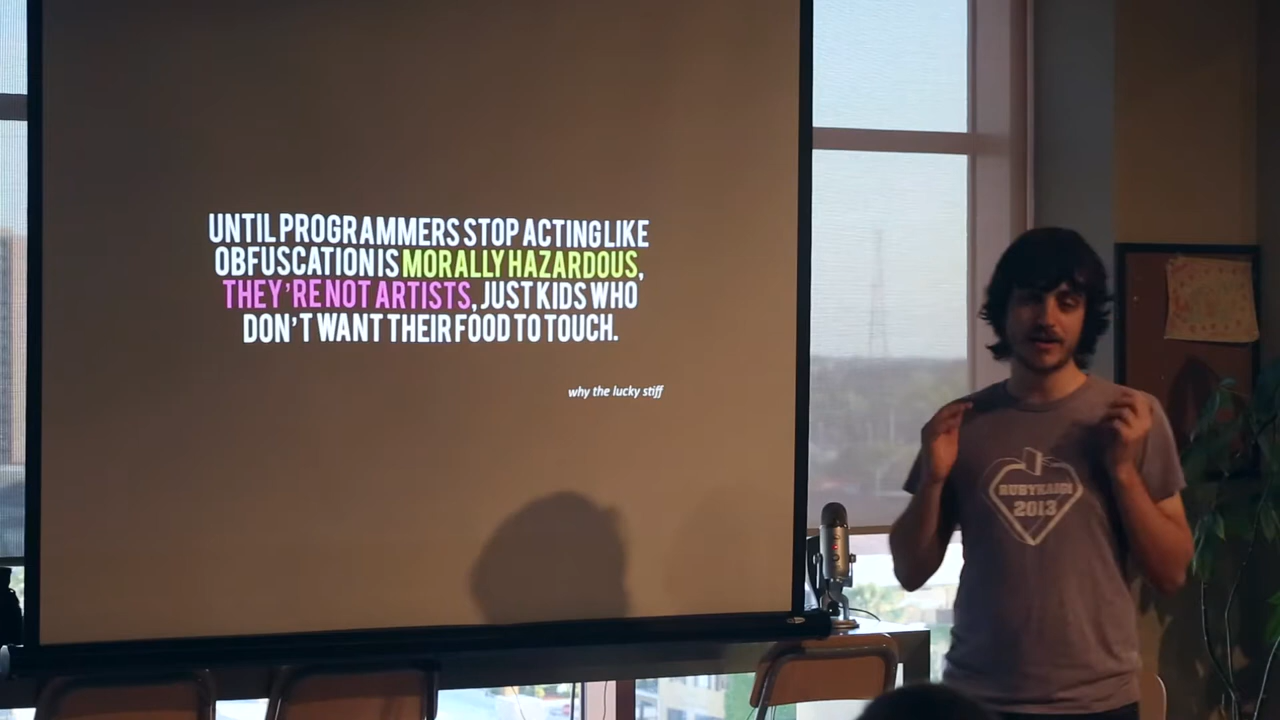 UNTIL PROGRAMMERS STOP ACTING LIKE
OBFUSCATION IS MORALLY HAZARDOUS,
THEY'RE NOT ARTISTS, JUST KIDS WHO
DON'T WANT THEIR FOOD TO TOUCH.
why the lucky stiff
RUBYKAIGI
2013